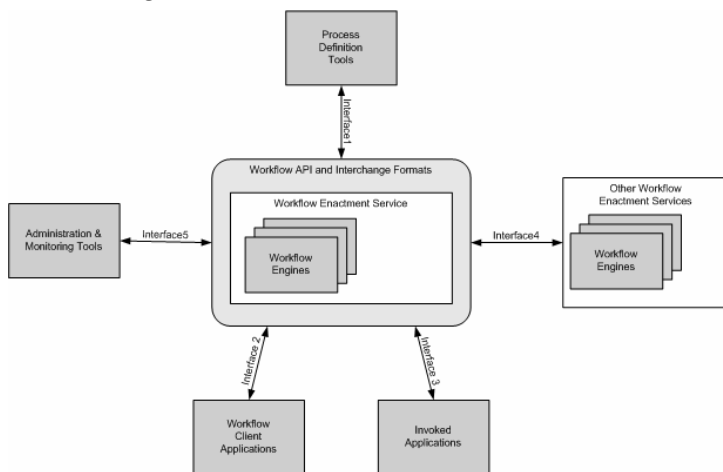 Process
Definition
Tools
Interface1
Workflow API and Interchange Formats
Workflow Enactment Service
Workflow
Engines
Administration &
Monitoring Tools
Interface5
Interface4
Other Workflow
Enactment Services
Workflow
Engines
Interface 2
Interface 3
Workflow
Client
Applications
Invoked
Applications